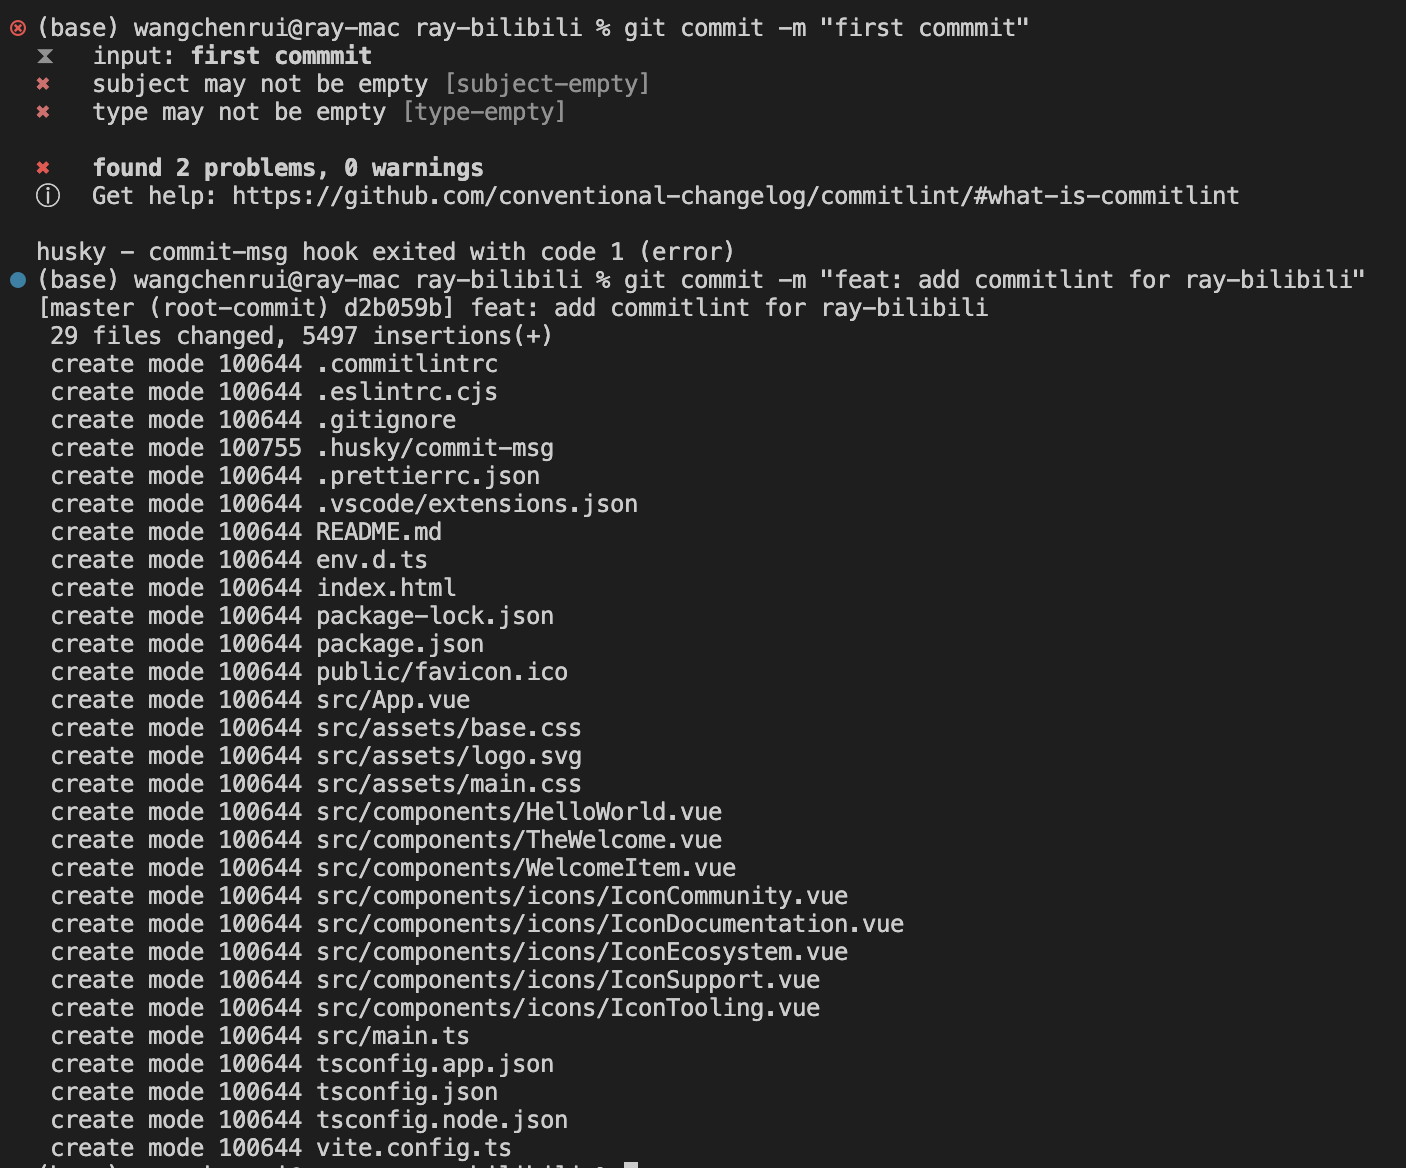 (base) wangchenrui@ray-mac ray-bilibili % git commit -m "first commmit"
⧗   input: first commmit
✖   subject may not be empty [subject-empty]
✖   type may not be empty [type-empty]
✖   found 2 problems, 0 warnings
ⓘ   Get help: https://github.com/conventional-changelog/commitlint/#what-is-commitlint
husky - commit-msg hook exited with code 1 (error)
(base) wangchenrui@ray-mac ray-bilibili % git commit -m "feat: add commitlint for ray-bilibili"
[master (root-commit) d2b059b] feat: add commitlint for ray-bilibili
29 files changed, 5497 insertions(+)
create mode 100644 .commitlintrc
create mode 100644 .eslintrc.cjs
create mode 100644 .gitignore
create mode 100755 .husky/commit-msg
create mode 100644 .prettierrc.json
create mode 100644 .vscode/extensions.json
create mode 100644 README.md
create mode 100644 env.d.ts
create mode 100644 index.html
create mode 100644 package-lock.json
create mode 100644 package.json
create mode 100644 public/favicon.ico
create mode 100644 src/App.vue
create mode 100644 src/assets/base.css
create mode 100644 src/assets/logo.svg
create mode 100644 src/assets/main.css
create mode 100644 src/components/HelloWorld.vue
create mode 100644 src/components/TheWelcome.vue
create mode 100644 src/components/WelcomeItem.vue
create mode 100644 src/components/icons/IconCommunity.vue
create mode 100644 src/components/icons/IconDocumentation.vue
create mode 100644 src/components/icons/IconEcosystem.vue
create mode 100644 src/components/icons/IconSupport.vue
create mode 100644 src/components/icons/IconTooling.vue
create mode 100644 src/main.ts
create mode 100644 tsconfig.app.json
create mode 100644 tsconfig.json
create mode 100644 tsconfig.node.json
create mode 100644 vite.config.ts